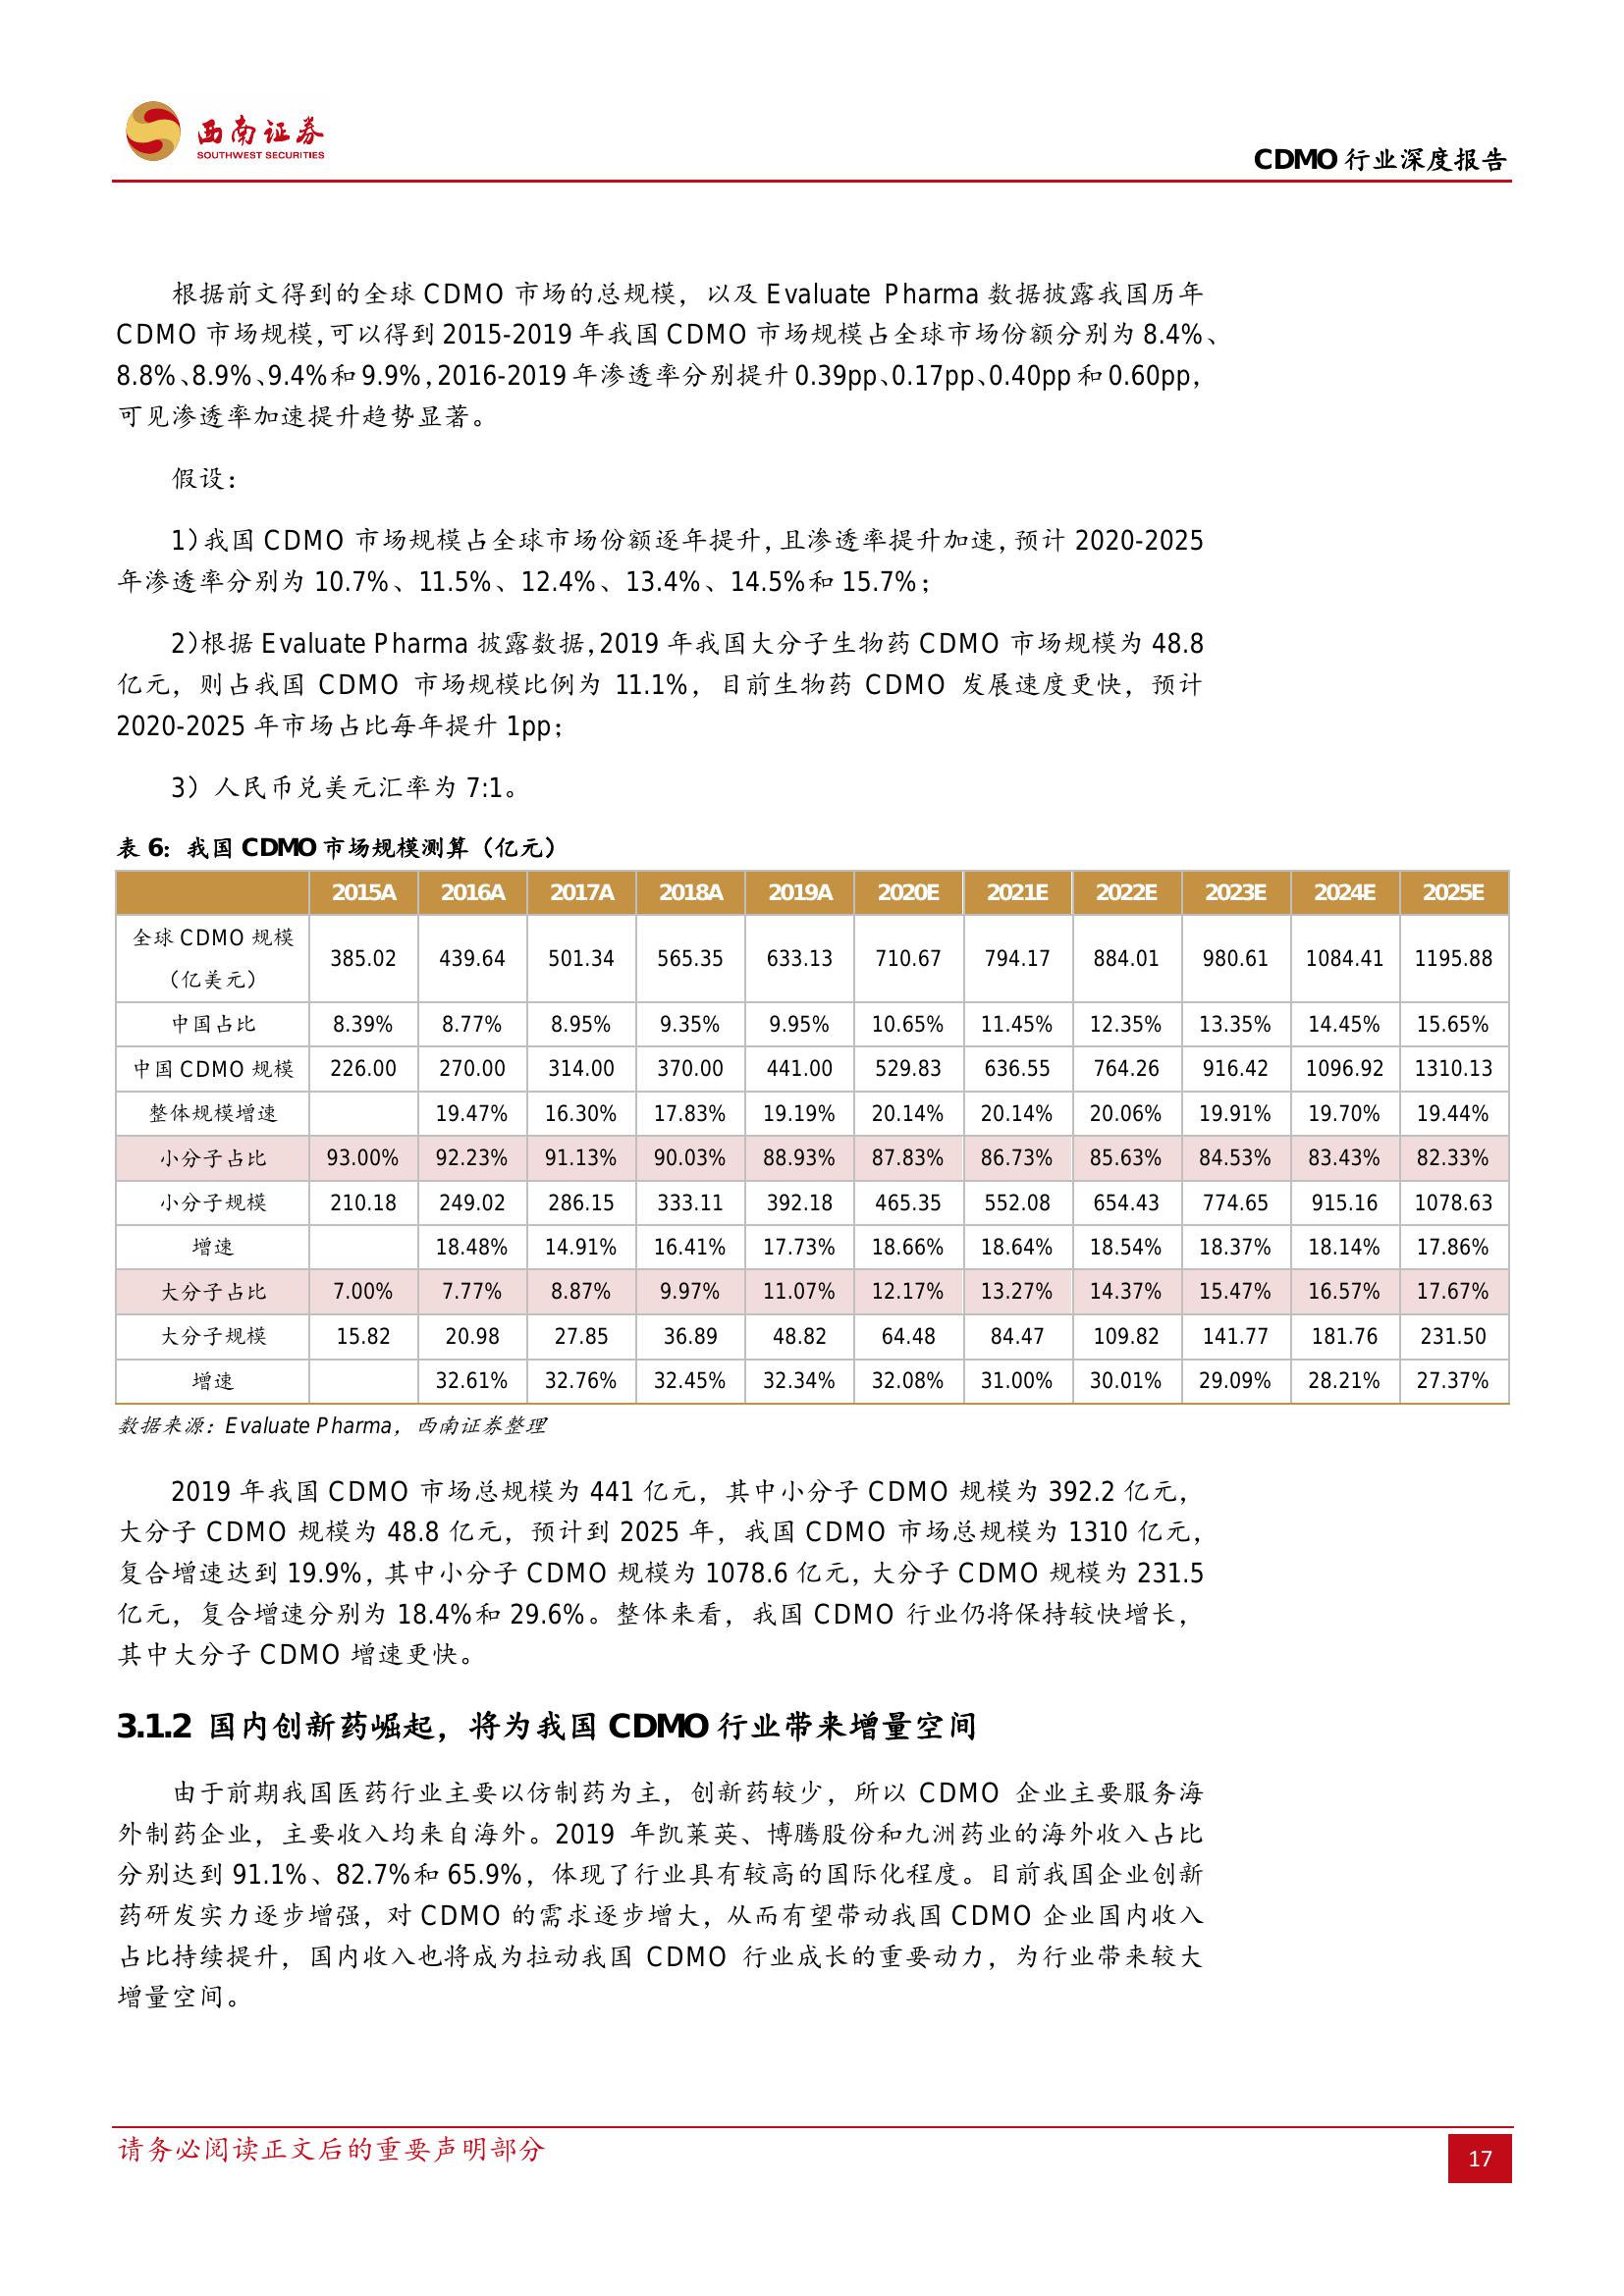 西南证券
SOUTHWEST SECURITIES
CDMO 行业深度报告
根据前文得到的全球 CDMO 市场的总规模，以及 Evaluate Pharma 数据披露我国历年
CDMO 市场规模，可以得到 2015-2019 年我国 CDMO 市场规模占全球市场份额分别为 8.4%、
8.8%、8.9%、9.4%和 9.9%，2016-2019 年渗透率分别提升 0.39pp、0.17pp、0.40pp 和 0.60pp，
可见渗透率加速提升趋势显著。
假设：
1）我国 CDMO 市场规模占全球市场份额逐年提升，且渗透率提升加速，预计 2020-2025
年渗透率分别为 10.7%、11.5%、12.4%、13.4%、14.5%和 15.7%；
2）根据 Evaluate Pharma 披露数据，2019 年我国大分子生物药 CDMO 市场规模为 48.8
亿元，则占我国 CDMO 市场规模比例为 11.1%，目前生物药 CDMO 发展速度更快，预计
2020-2025 年市场占比每年提升 1pp；
3）人民币兑美元汇率为 7:1。
表 6：我国 CDMO 市场规模测算（亿元）
2015A 2016A 2017A 2018A 2019A 2020E 2021E 2022E 2023E 2024E 2025E
全球 CDMO 规模
（亿美元） 385.02 439.64 501.34 565.35 633.13 710.67 794.17 884.01 980.61 1084.41 1195.88
中国占比 8.39% 8.77% 8.95% 9.35% 9.95% 10.65% 11.45% 12.35% 13.35% 14.45% 15.65%
中国 CDMO 规模 226.00 270.00 314.00 370.00 441.00 529.83 636.55 764.26 916.42 1096.92 1310.13
整体规模增速 19.47% 16.30% 17.83% 19.19% 20.14% 20.14% 20.06% 19.91% 19.70% 19.44%
小分子占比 93.00% 92.23% 91.13% 90.03% 88.93% 87.83% 86.73% 85.63% 84.53% 83.43% 82.33%
小分子规模 210.18 249.02 286.15 333.11 392.18 465.35 552.08 654.43 774.65 915.16 1078.63
增速 18.48% 14.91% 16.41% 17.73% 18.66% 18.64% 18.54% 18.37% 18.14% 17.86%
大分子占比 7.00% 7.77% 8.87% 9.97% 11.07% 12.17% 13.27% 14.37% 15.47% 16.57% 17.67%
大分子规模 15.82 20.98 27.85 36.89 48.82 64.48 84.47 109.82 141.77 181.76 231.50
增速 32.61% 32.76% 32.45% 32.34% 32.08% 31.00% 30.01% 29.09% 28.21% 27.37%
数据来源：Evaluate Pharma，西南证券整理
2019 年我国 CDMO 市场总规模为 441 亿元，其中小分子 CDMO 规模为 392.2 亿元，
大分子 CDMO 规模为 48.8 亿元，预计到 2025 年，我国 CDMO 市场总规模为 1310 亿元，
复合增速达到 19.9%，其中小分子 CDMO 规模为 1078.6 亿元，大分子 CDMO 规模为 231.5
亿元，复合增速分别为 18.4%和 29.6%。整体来看，我国 CDMO 行业仍将保持较快增长，
其中大分子 CDMO 增速更快。
3.1.2 国内创新药崛起，将为我国 CDMO 行业带来增量空间
由于前期我国医药行业主要以仿制药为主，创新药较少，所以 CDMO 企业主要服务海
外制药企业，主要收入均来自海外。2019 年凯莱英、博腾股份和九洲药业的海外收入占比
分别达到 91.1%、82.7%和 65.9%，体现了行业具有较高的国际化程度。目前我国企业创新
药研发实力逐步增强，对 CDMO 的需求逐步增大，从而有望带动我国 CDMO 企业国内收入
占比持续提升，国内收入也将成为拉动我国 CDMO 行业成长的重要动力，为行业带来较大
增量空间。
请务必阅读正文后的重要声明部分
17